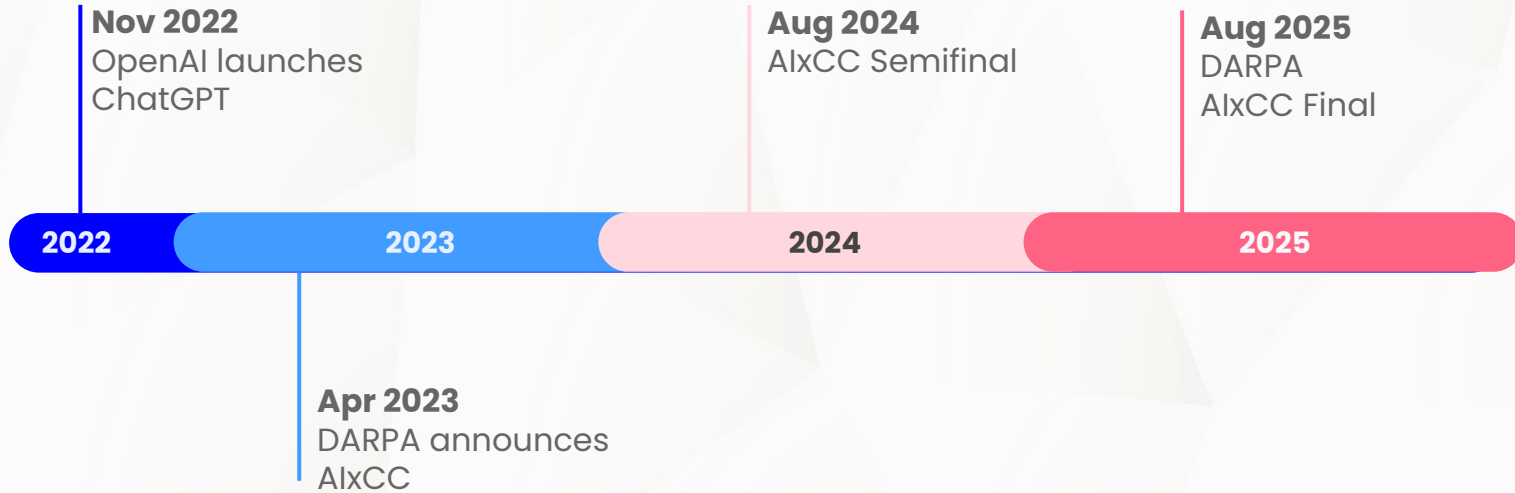 Nov 2022
OpenAI launches
ChatGPT
Aug 2024
AIxCC Semifinal
Aug 2025
DARPA
AIxCC Final
2022
2023
2024
2025
Apr 2023
DARPA announces
AIxCC